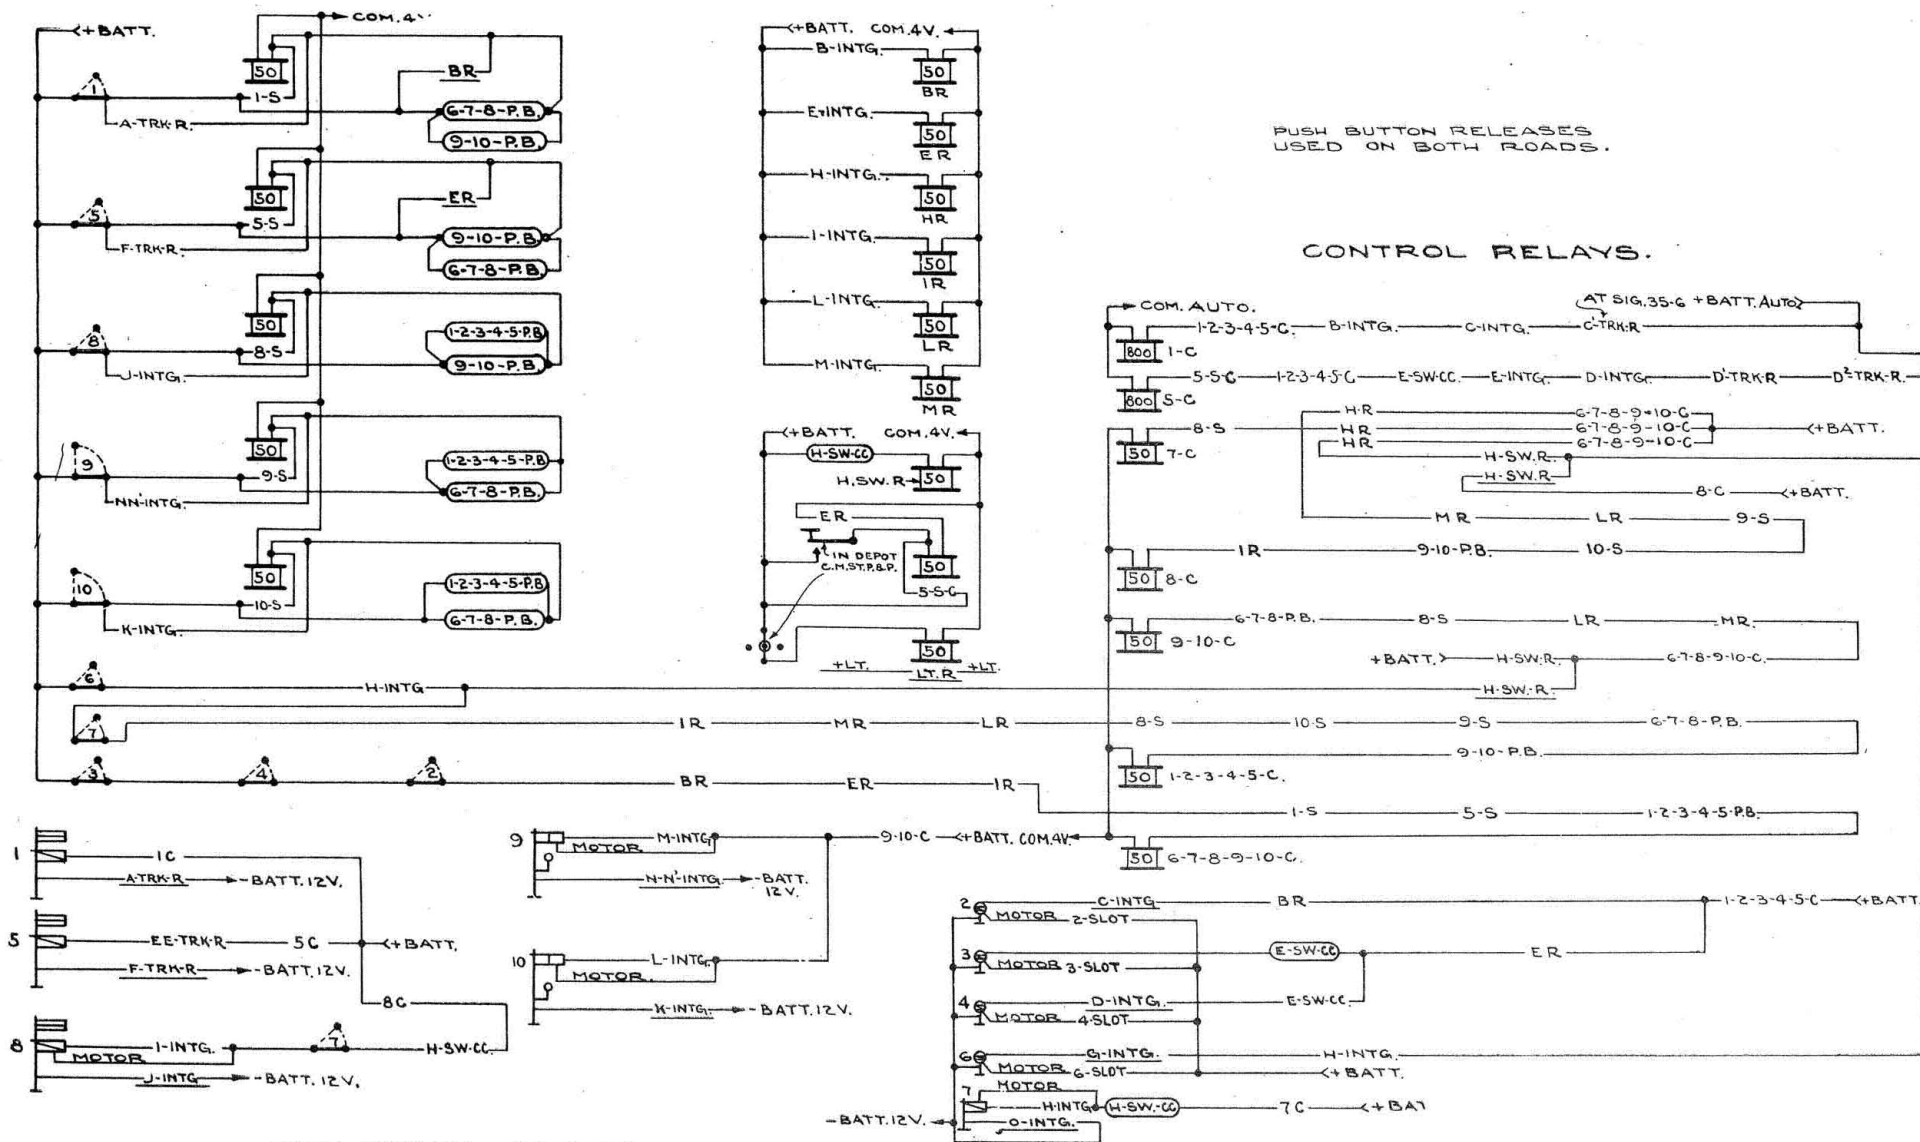 <+BATT.
COM.4V
50
1
1-S
BR
A-TRK-R.
6-7-8-P.B.
9-10-P.B.
50
5
5-S
ER
F-TRK-R
9-10-P.B.
6-7-8-P.B.
50
8
8-S
J-INTG.
1-2-3-4-5-P.B
9-10-P.B.
50
9
9-S
NN'-INTG
1-2-3-4-5-P.B
6-7-8-P.B.
50
10
10-S
K-INTG.
1-2-3-4-5-P.B
6-7-8-P.B.
6
H-INTG
H-SW.-R.
7
IR MR LR 8-S 10-S 9-S 6-7-8-P.B.
3 4 2
BR ER IR
<+BATT. COM.4V.
B-INTG.
50
BR
E-INTG.
50
ER
H-INTG.
50
HR
I-INTG.
50
IR
L-INTG.
50
LR
M-INTG.
50
MR
<+BATT. COM.4V.
H-SW-CC
H.SW.R 50
ER
IN DEPOT
C.M.ST.P.&P.
50
5-S-C
50
+LT. LT.R +LT.
PUSH BUTTON RELEASES
USED ON BOTH ROADS.
CONTROL RELAYS.
COM. AUTO.
AT SIG.35-6 +BATT.AUTO>
1-2-3-4-5-C. B-INTG. C-INTG. C'-TRK-R
800 1-C
5-S-C 1-2-3-4-5-C E-SW-CC. E-INTG. D-INTG. D'-TRK-R D²-TRK-R.
800 5-C
HR 6-7-8-9-10-C
8-S HR 6-7-8-9-10-C <+BATT.
HR 6-7-8-9-10-C
50 7-C
H-SW.R.
H-SW.R
8-C <+BATT.
MR LR 9-S
IR 9-10-P.B. 10-S
50 8-C
6-7-8-P.B. 8-S LR MR.
50 9-10-C
+BATT.> H-SW.R. 6-7-8-9-10-C.
9-10-P.B.
50 1-2-3-4-5-C.
1-S 5-S 1-2-3-4-5-P.B.
50 6-7-8-9-10-C.
1
1C
A-TRK-R -BATT.12V.
5
EE-TRK-R 5C <+BATT.
F-TRK-R -BATT.12V.
8C
8
I-INTG. 7 H-SW-CC.
MOTOR
J-INTG -BATT.12V.
9
M-INTG 9-10-C <+BATT. COM.4V.
MOTOR
N-N'-INTG. -BATT.
12V.
10
L-INTG.
MOTOR.
K-INTG. -BATT.12V.
2 C-INTG BR 1-2-3-4-5-C <+BATT.
MOTOR 2-SLOT
3 E-SW-CC ER
MOTOR 3-SLOT
4 D-INTG. E-SW-CC.
MOTOR 4-SLOT
6 G-INTG. H-INTG.
MOTOR 6-SLOT <+BATT.
7 MOTOR
H-INTG H-SW.-CC 7C <+BAT
-BATT.12V. O-INTG.